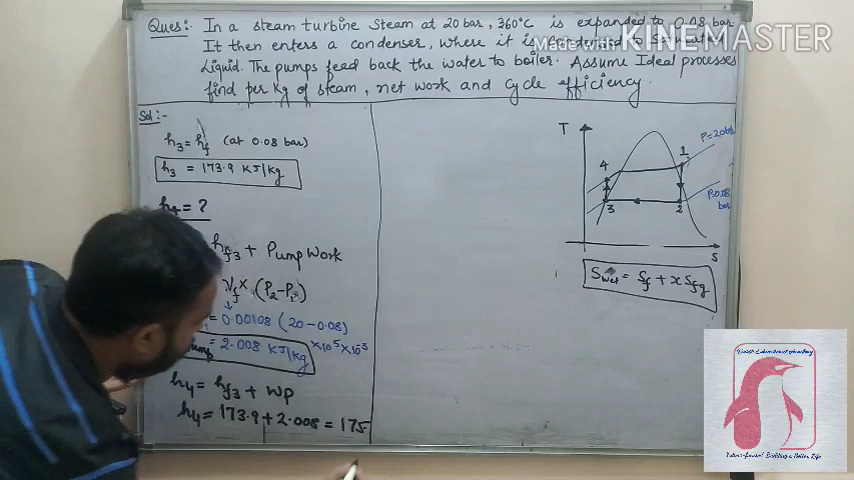 Ques:- In a steam turbine steam at 20 bar, 360°C is expanded to 0.08 bar
It then enters a condenser, where it is
Made with KINEMASTER
Liquid. The pumps feed back the water to boiler. Assume Ideal processes
find per kg of steam, net work and cycle efficiency.
Sol:-
h3 = hf (at 0.08 bar)
h3 = 173.9 KJ/kg
= ?
hf3 + Pump Work
νf × (P2-P1)
= 0.00108 (20-0.08)
×10^5 ×10^-3
= 2.008 KJ/kg
h4 = hf3 + Wp
h4 = 173.9 + 2.008 = 175
T
P=20bar
1
4
3
2
P=0.08
bar
S
Swet = Sf + x Sfg